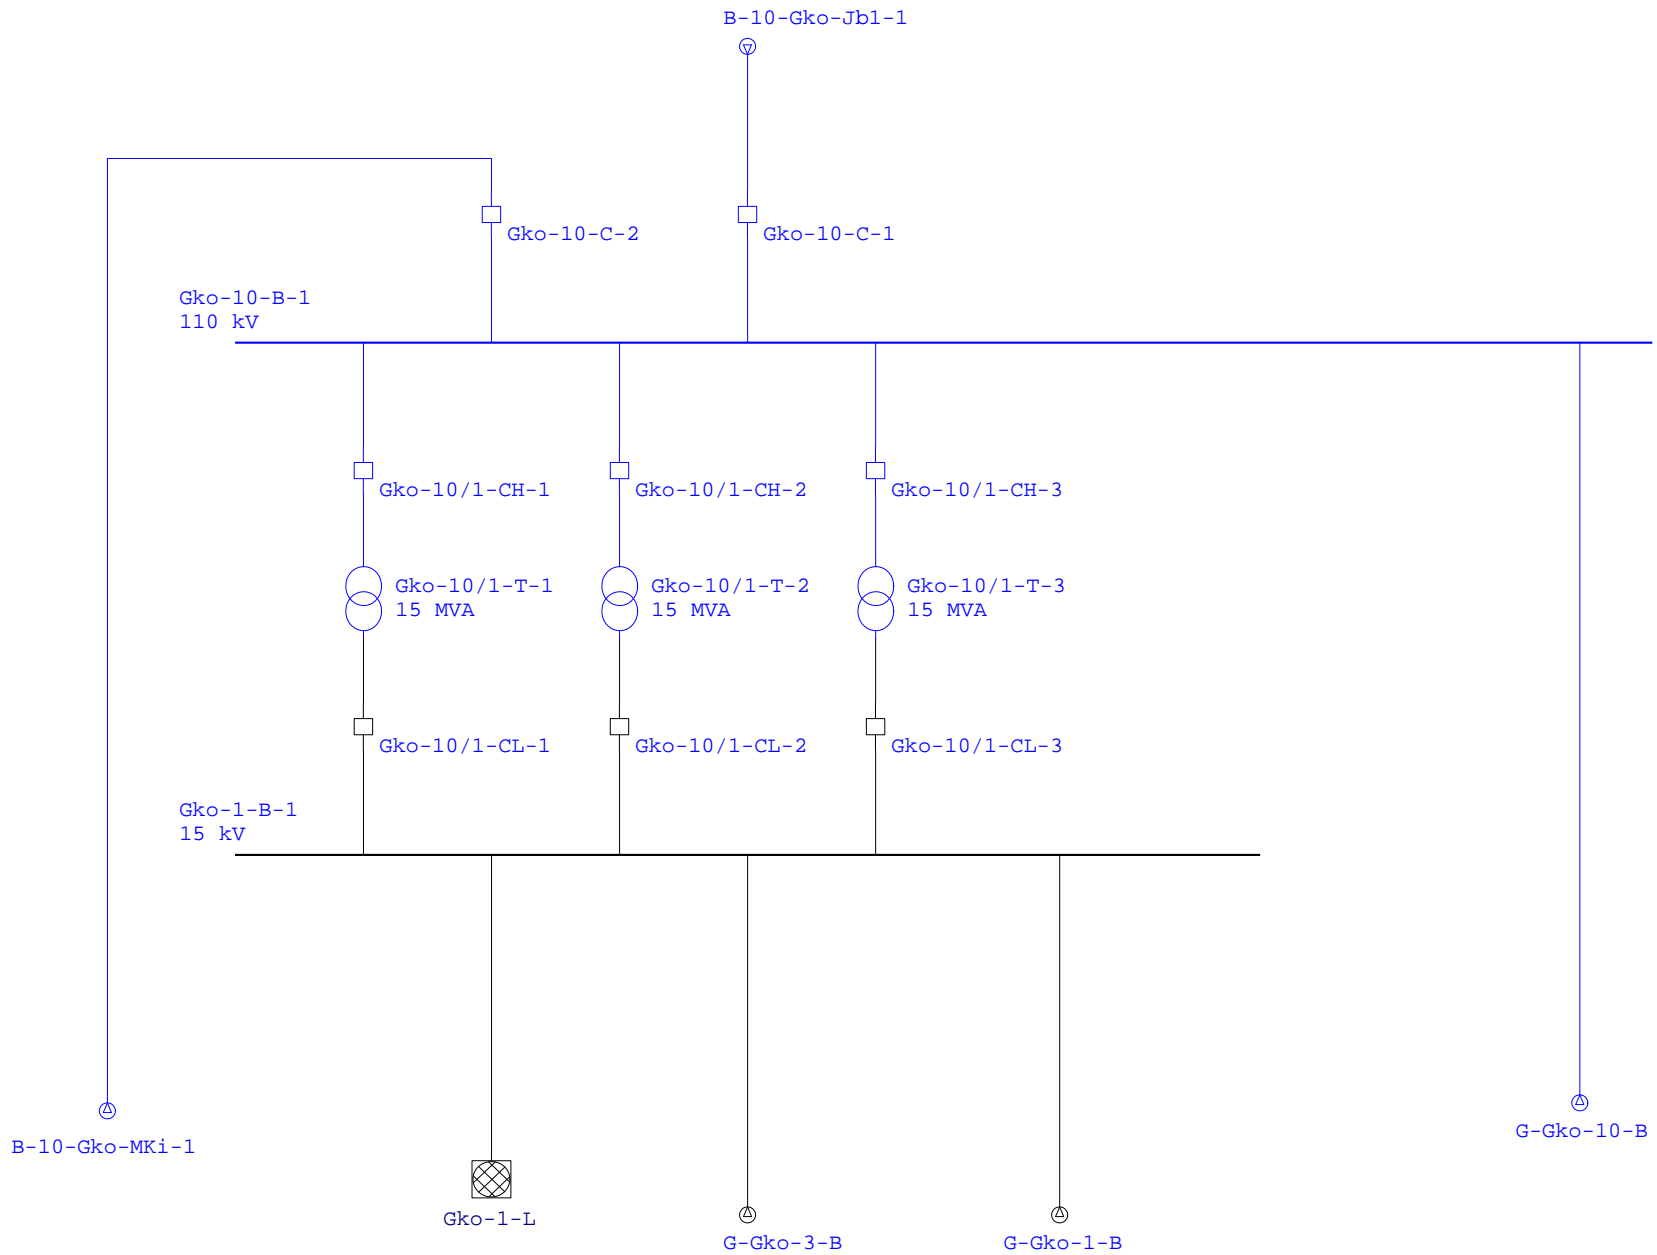 B-10-Gko-Jb1-1
Gko-10-C-2
Gko-10-C-1
Gko-10-B-1
110 kV
Gko-10/1-CH-1
Gko-10/1-CH-2
Gko-10/1-CH-3
Gko-10/1-T-1
15 MVA
Gko-10/1-T-2
15 MVA
Gko-10/1-T-3
15 MVA
Gko-10/1-CL-1
Gko-10/1-CL-2
Gko-10/1-CL-3
Gko-1-B-1
15 kV
B-10-Gko-MKi-1
G-Gko-10-B
Gko-1-L
G-Gko-3-B
G-Gko-1-B